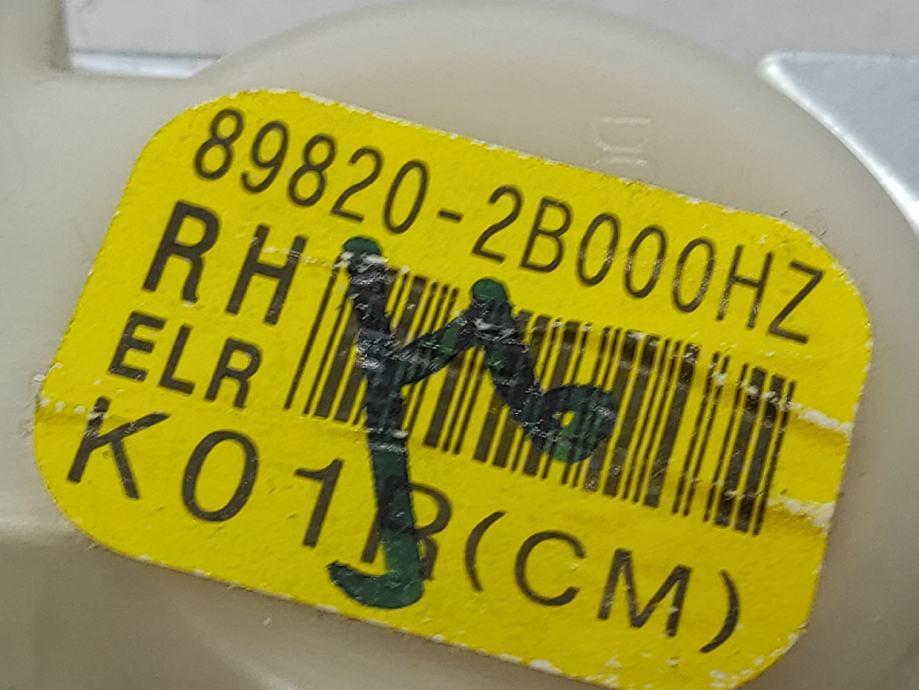 89820-2B000HZ
RH
ELR
K01R(CM)